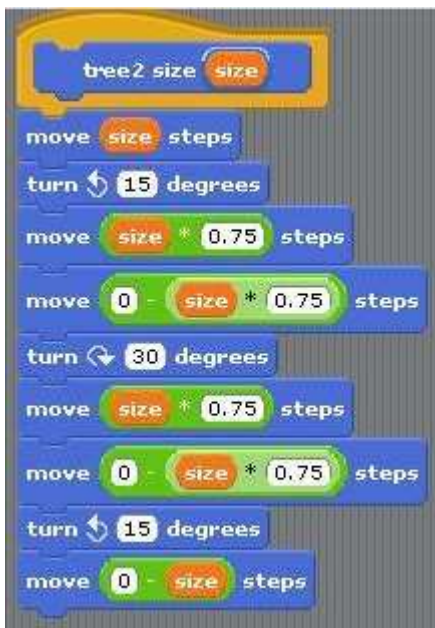 tree2 size size
move size steps
turn 15 degrees
move size * 0.75 steps
move 0 - size * 0.75 steps
turn 30 degrees
move size * 0.75 steps
move 0 - size * 0.75 steps
turn 15 degrees
move 0 - size steps